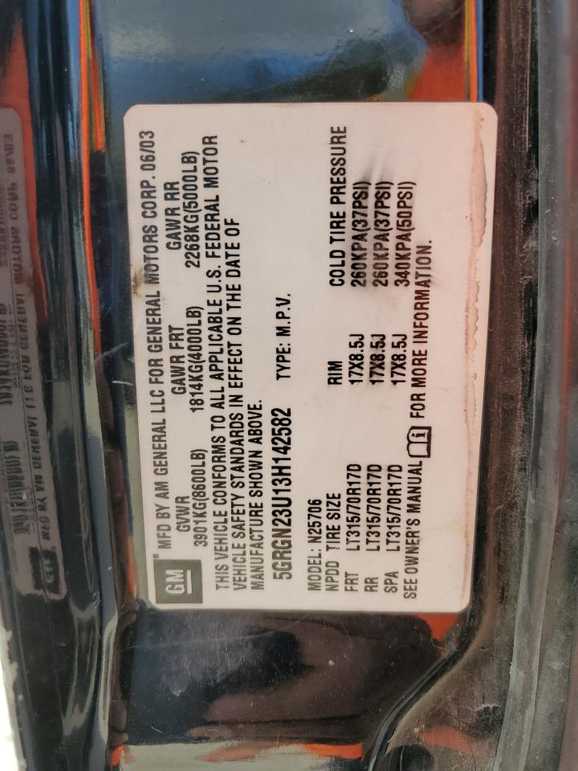 GM
® MFD BY AM GENERAL LLC FOR GENERAL MOTORS CORP. 06/03
GVWR GAWR FRT GAWR RR
3901KG(8600LB) 1814KG(4000LB) 2268KG(5000LB)
THIS VEHICLE CONFORMS TO ALL APPLICABLE U.S. FEDERAL MOTOR
VEHICLE SAFETY STANDARDS IN EFFECT ON THE DATE OF
MANUFACTURE SHOWN ABOVE.
5GRGN23U13H142582 TYPE: M.P.V.
MODEL: N25706
NPDD TIRE SIZE RIM COLD TIRE PRESSURE
FRT LT315/70R17D 17X8.5J 260KPA(37PSI)
RR LT315/70R17D 17X8.5J 260KPA(37PSI)
SPA LT315/70R17D 17X8.5J 340KPA(50PSI)
SEE OWNER'S MANUAL FOR MORE INFORMATION.